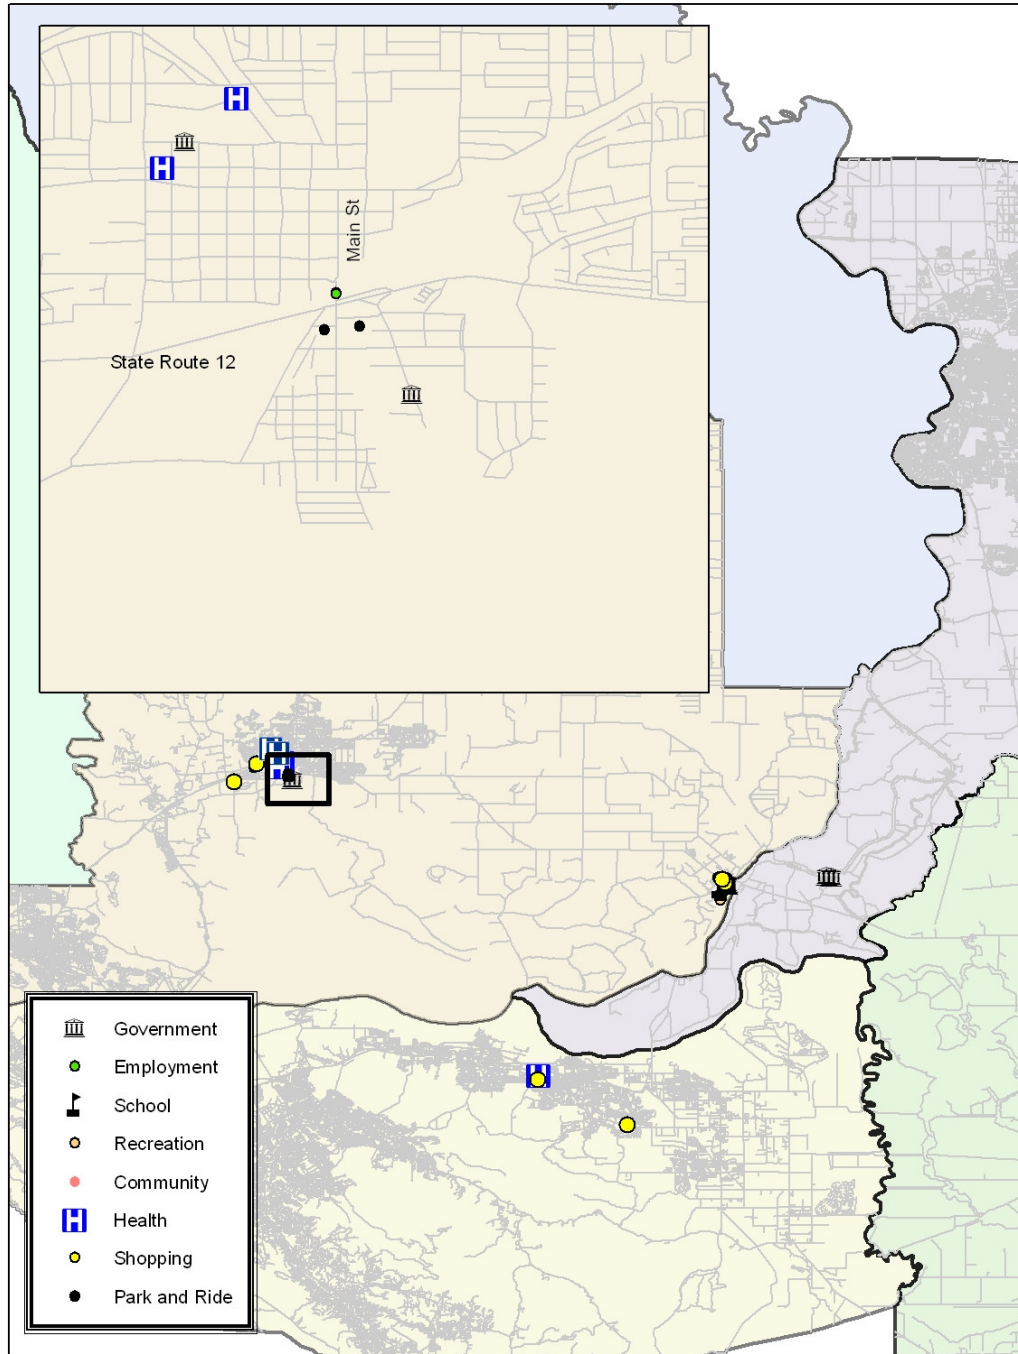 Main St
State Route 12
Government
Employment
School
Recreation
Community
Health
Shopping
Park and Ride